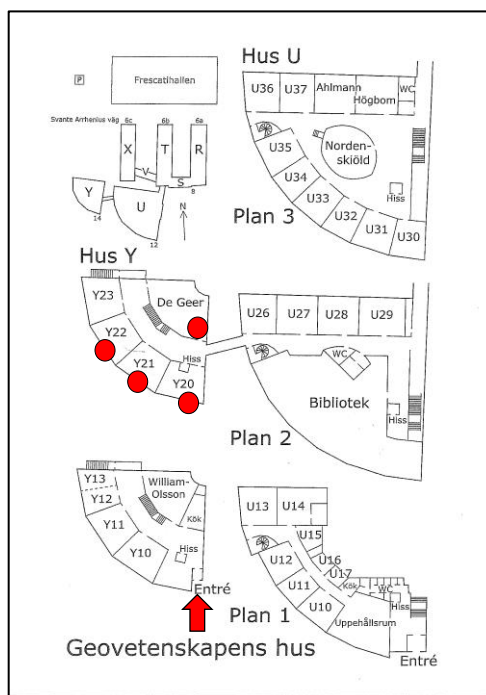 Hus U
P
Frescatihallen
Svante Arrhenius väg
6c
6b
6a
X
T
R
V
S
8
Y
U
14
12
N
U36
U37
Ahlmann
Högbom
WC
U35
Norden-
skiöld
U34
U33
U32
U31
U30
Hiss
Plan 3
Hus Y
Y23
De Geer
Y22
Y21
Hiss
Y20
U26
U27
U28
U29
WC
Bibliotek
Hiss
Plan 2
Y13
Y12
William-
Olsson
Kök
Y11
Y10
Hiss
Entré
U13
U14
U15
U12
U16
U17
U11
Kök
WC
U10
Hiss
Uppehållsrum
Plan 1
Geovetenskapens hus
Entré